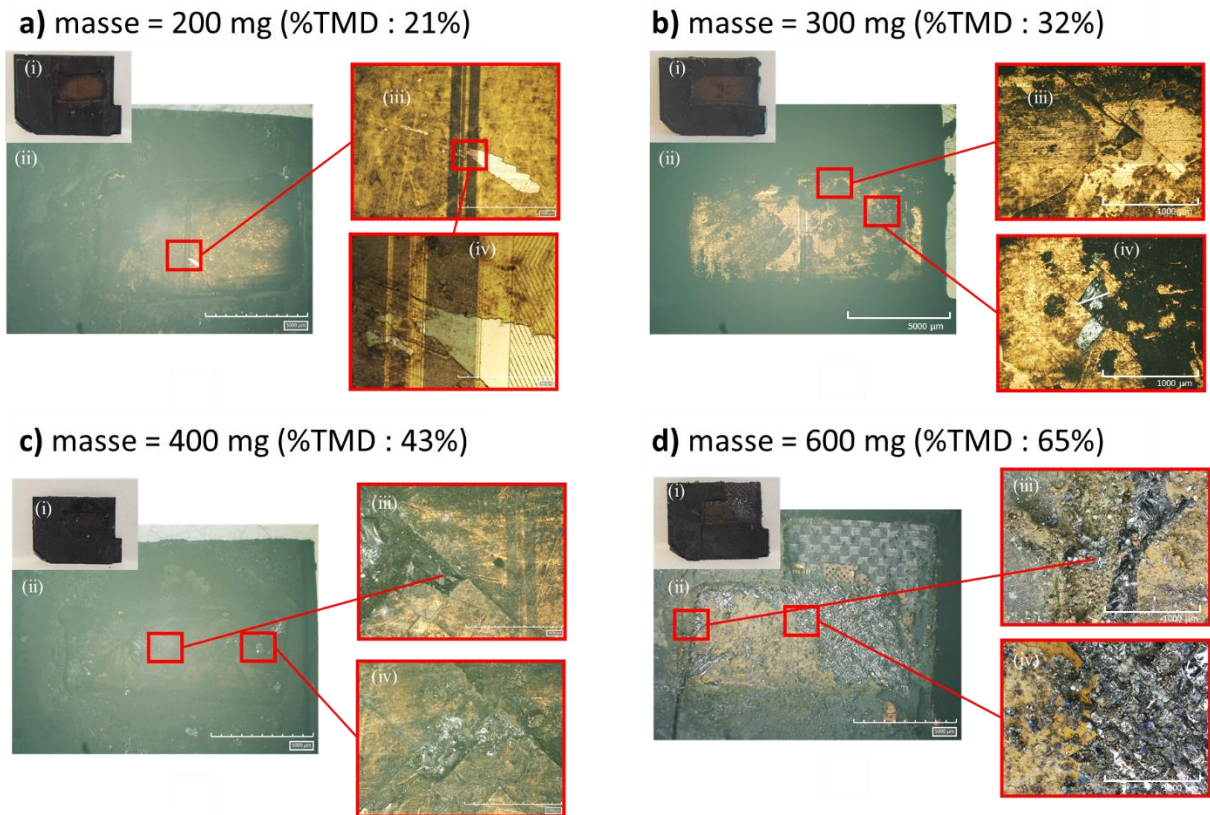 a) masse = 200 mg (%TMD : 21%)
(i)
(ii)
(iii)
(iv)
5000 µm
b) masse = 300 mg (%TMD : 32%)
(i)
(ii)
(iii)
1000 µm
(iv)
5000 µm
1000 µm
c) masse = 400 mg (%TMD : 43%)
(i)
(ii)
(iii)
(iv)
5000 µm
d) masse = 600 mg (%TMD : 65%)
(i)
(ii)
(iii)
1000 µm
(iv)
5000 µm